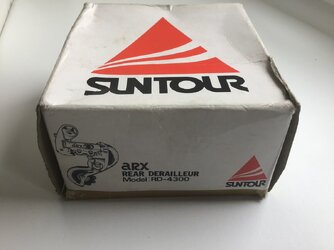 SUNTOUR
aRX
REAR DERAILLEUR
Model: RD-4300
SUNTOUR